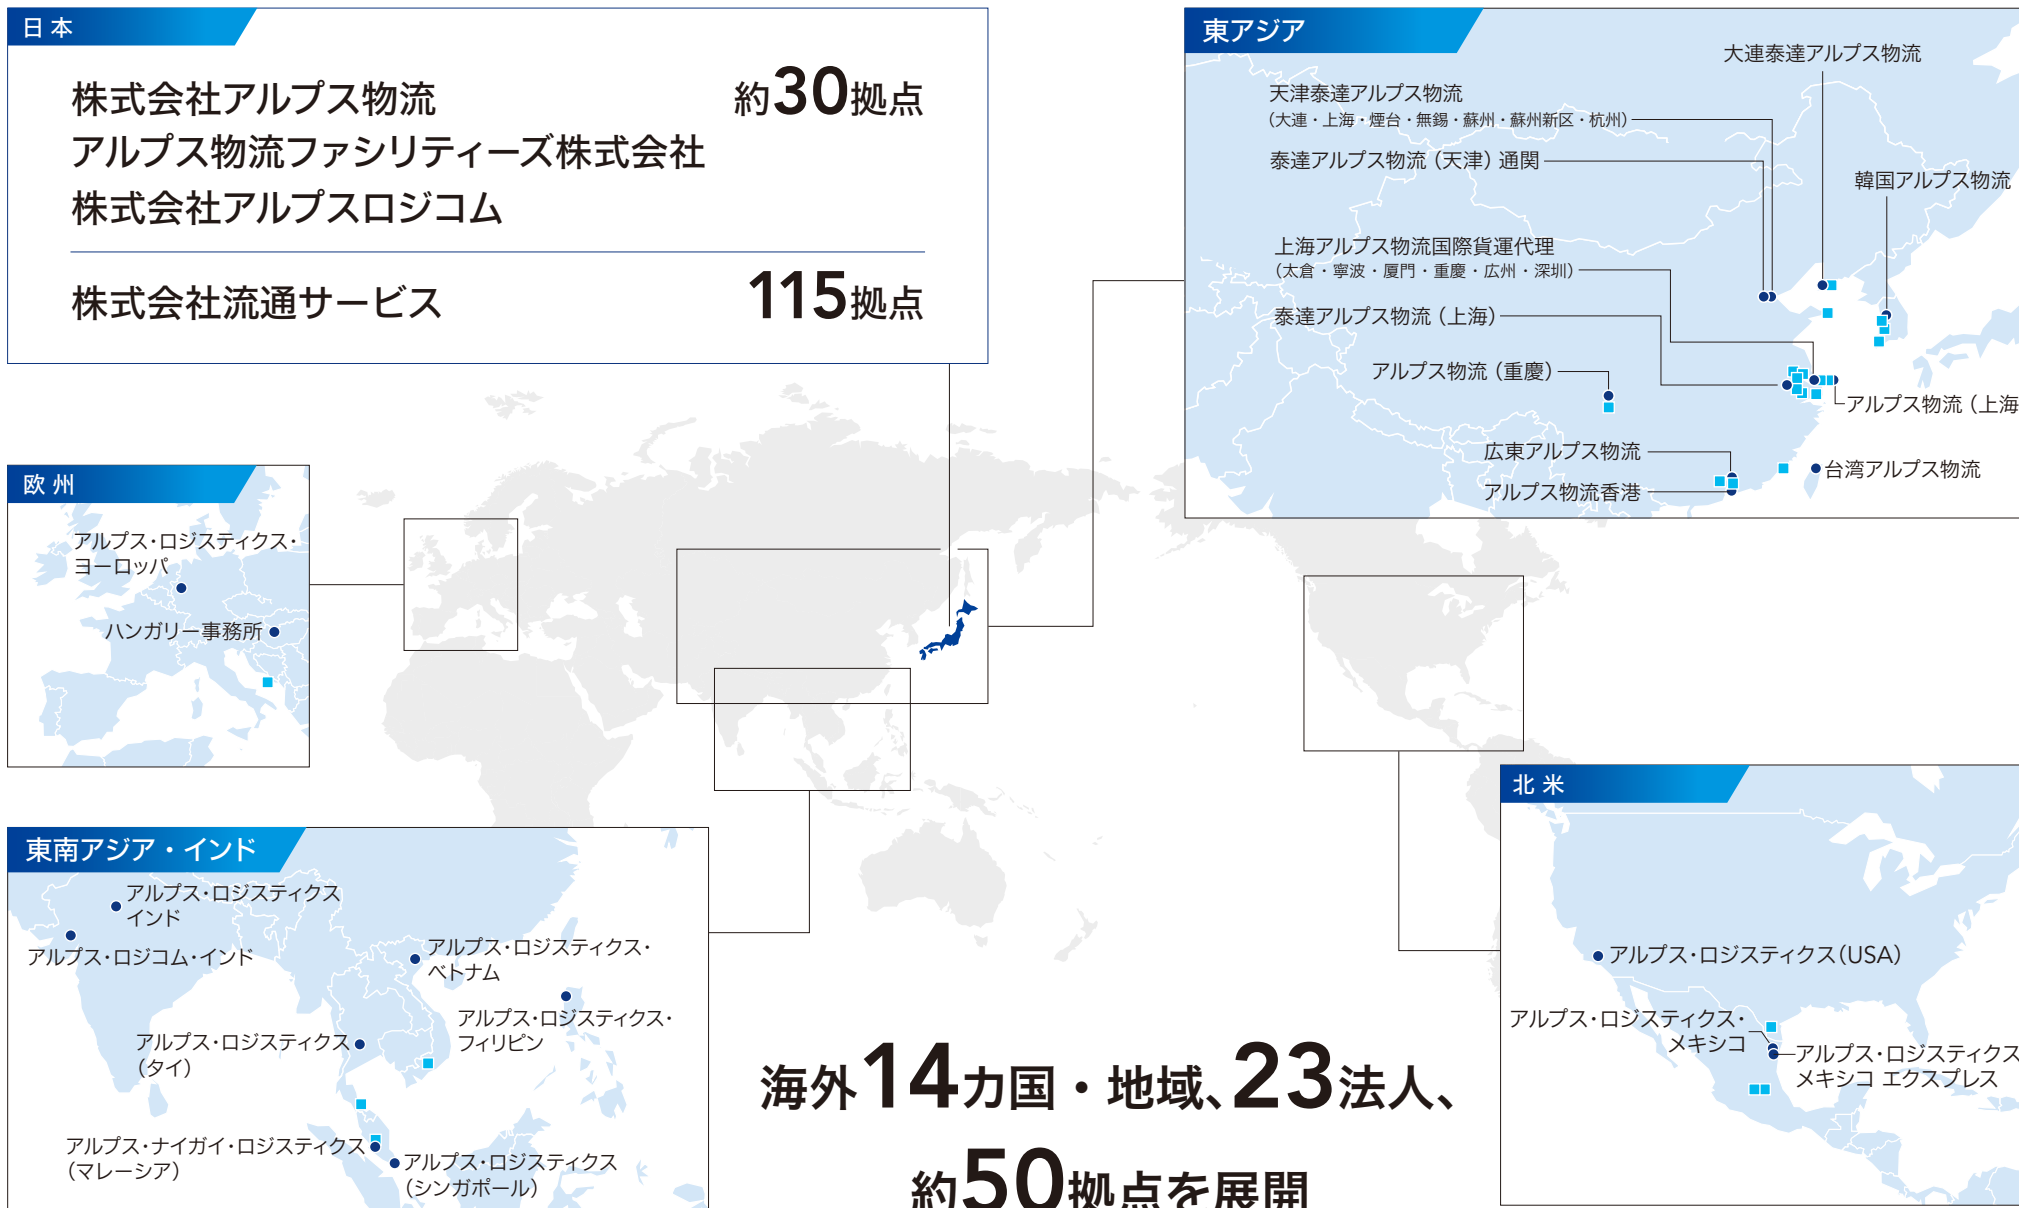 日本
株式会社アルプス物流 約30拠点
アルプス物流ファシリティーズ株式会社
株式会社アルプスロジコム
株式会社流通サービス 115拠点
東アジア
大連泰達アルプス物流
天津泰達アルプス物流
（大連・上海・煙台・無錫・蘇州・蘇州新区・杭州）
泰達アルプス物流（天津）通関
韓国アルプス物流
上海アルプス物流国際貨運代理
（太倉・寧波・厦門・重慶・広州・深圳）
泰達アルプス物流（上海）
アルプス物流（重慶）
アルプス物流（上海
広東アルプス物流
台湾アルプス物流
アルプス物流香港
欧州
アルプス・ロジスティクス・
ヨーロッパ
ハンガリー事務所
東南アジア・インド
アルプス・ロジスティクス
インド
アルプス・ロジコム・インド
アルプス・ロジスティクス・
ベトナム
アルプス・ロジスティクス・
フィリピン
アルプス・ロジスティクス
（タイ）
アルプス・ナイガイ・ロジスティクス
（マレーシア）
アルプス・ロジスティクス
（シンガポール）
北米
アルプス・ロジスティクス（USA）
アルプス・ロジスティクス・
メキシコ
アルプス・ロジスティクス
メキシコ エクスプレス
海外14カ国・地域、23法人、
約50拠点を展開